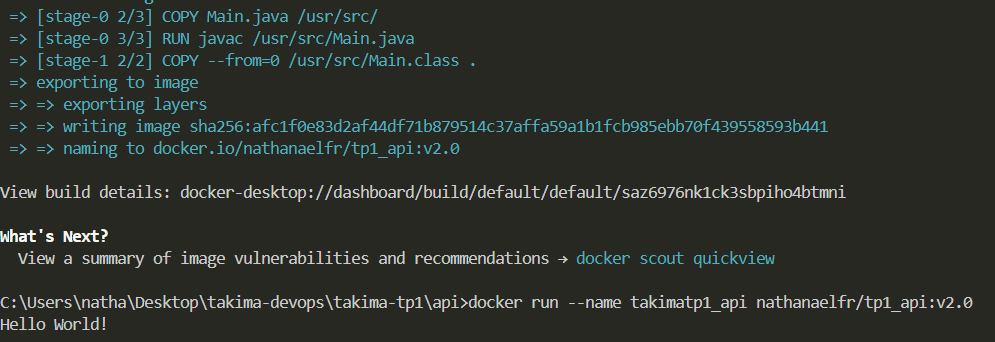 => [stage-0 2/3] COPY Main.java /usr/src/
=> [stage-0 3/3] RUN javac /usr/src/Main.java
=> [stage-1 2/2] COPY --from=0 /usr/src/Main.class .
=> exporting to image
=> => exporting layers
=> => writing image sha256:afc1f0e83d2af44df71b879514c37affa59a1b1fcb985ebb70f439558593b441
=> => naming to docker.io/nathanaelfr/tp1_api:v2.0
View build details: docker-desktop://dashboard/build/default/default/saz6976nk1ck3sbpiho4btmni
What's Next?
View a summary of image vulnerabilities and recommendations → docker scout quickview
C:\Users\natha\Desktop\takima-devops\takima-tp1\api>docker run --name takimatp1_api nathanaelfr/tp1_api:v2.0
Hello World!